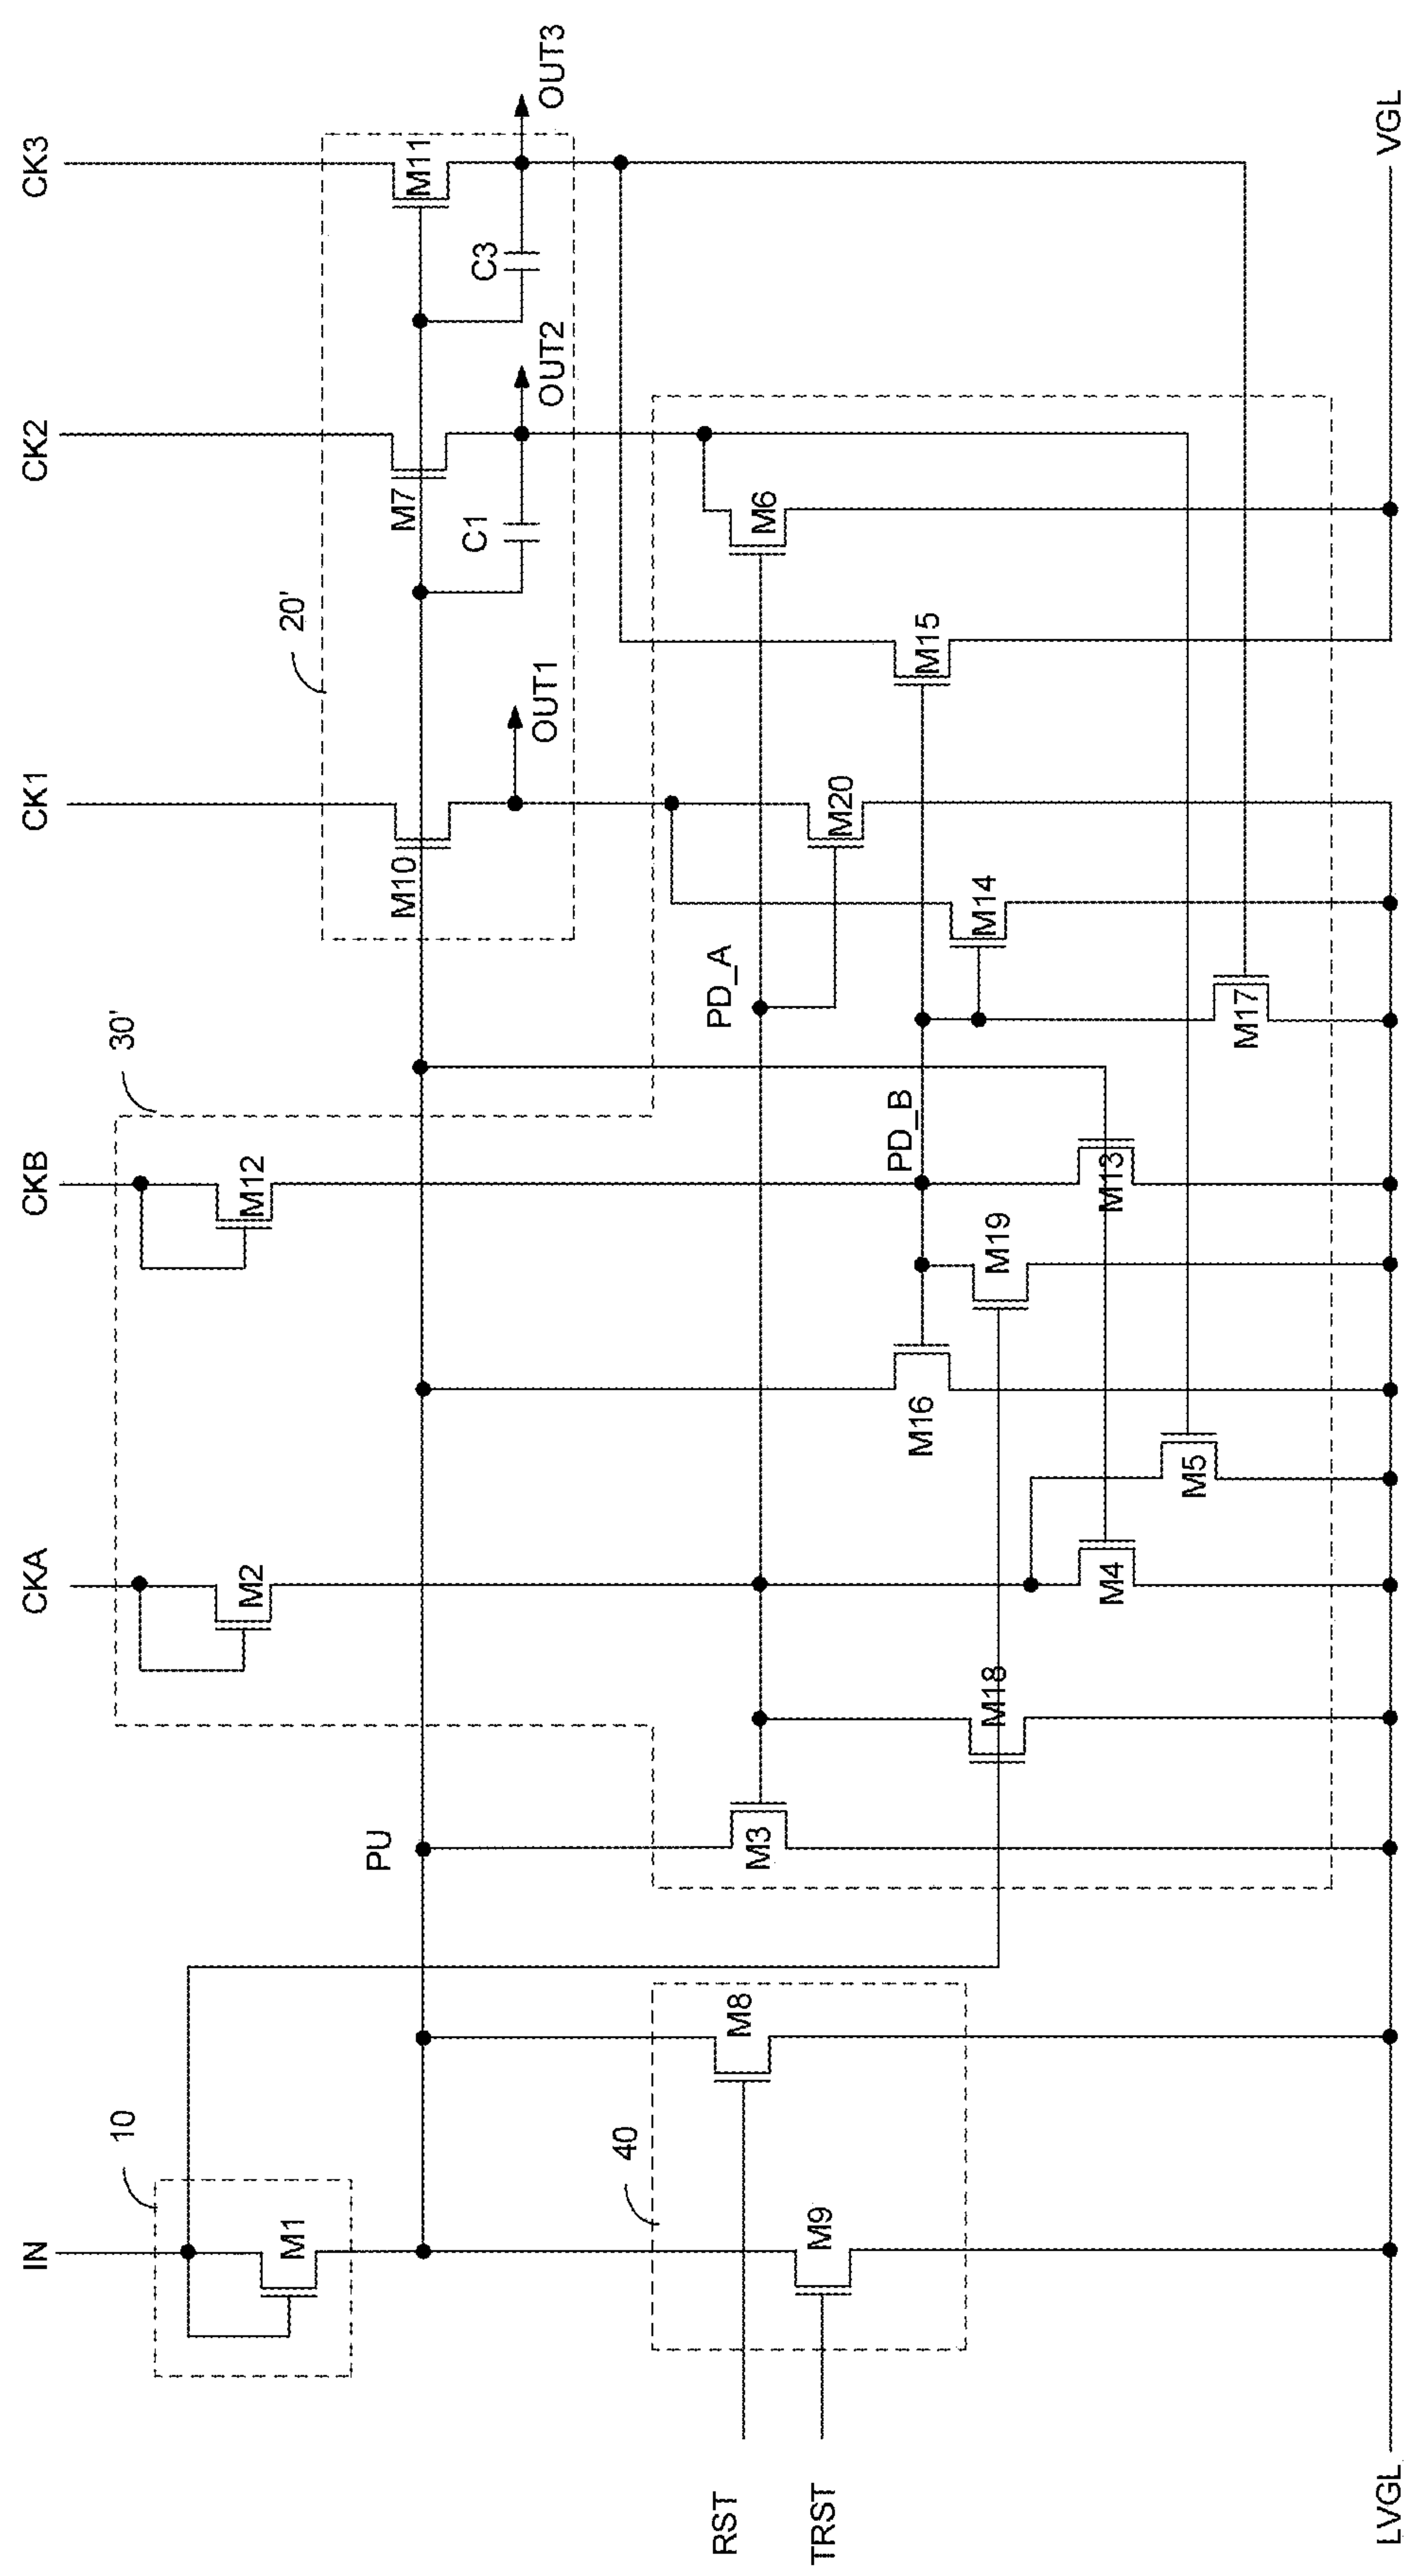 IN
CKA
CKB
CK1
CK2
CK3
10
30'
20'
M1
M2
M12
M10
M7
M11
PU
C1
C3
OUT1
OUT2
OUT3
40
RST
TRST
M8
M9
M3
PD_A
M6
M18
M16
M19
PD_B
M20
M14
M15
M4
M5
M13
M17
LVGL
VGL